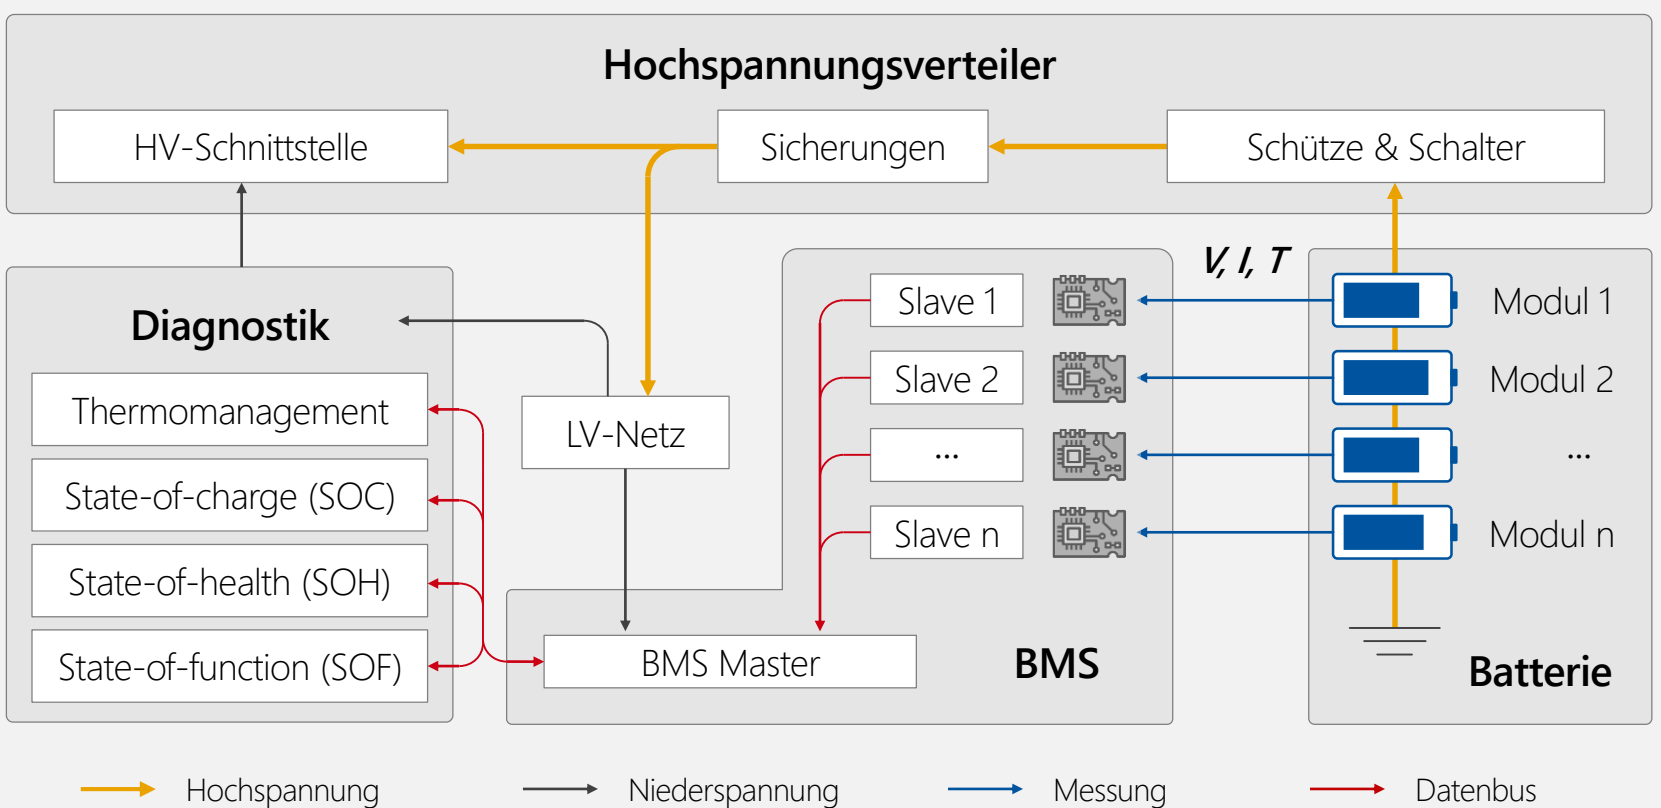 Hochspannungsverteiler
HV-Schnittstelle
Sicherungen
Schütze & Schalter
Diagnostik
Thermomanagement
State-of-charge (SOC)
State-of-health (SOH)
State-of-function (SOF)
LV-Netz
Slave 1
Slave 2
...
Slave n
BMS Master
BMS
V, I, T
Modul 1
Modul 2
...
Modul n
Batterie
Hochspannung
Niederspannung
Messung
Datenbus